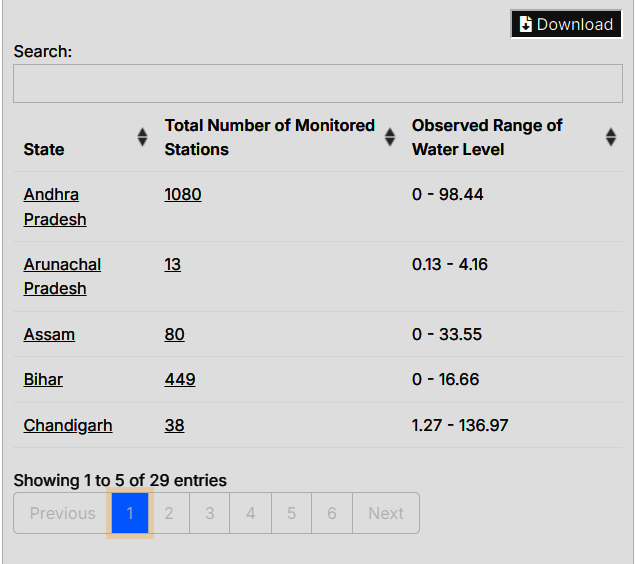 Download
Search:
State
Total Number of Monitored
Stations
Observed Range of
Water Level
Andhra
Pradesh
1080
0 - 98.44
Arunachal
Pradesh
13
0.13 - 4.16
Assam
80
0 - 33.55
Bihar
449
0 - 16.66
Chandigarh
38
1.27 - 136.97
Showing 1 to 5 of 29 entries
Previous 1 2 3 4 5 6 Next